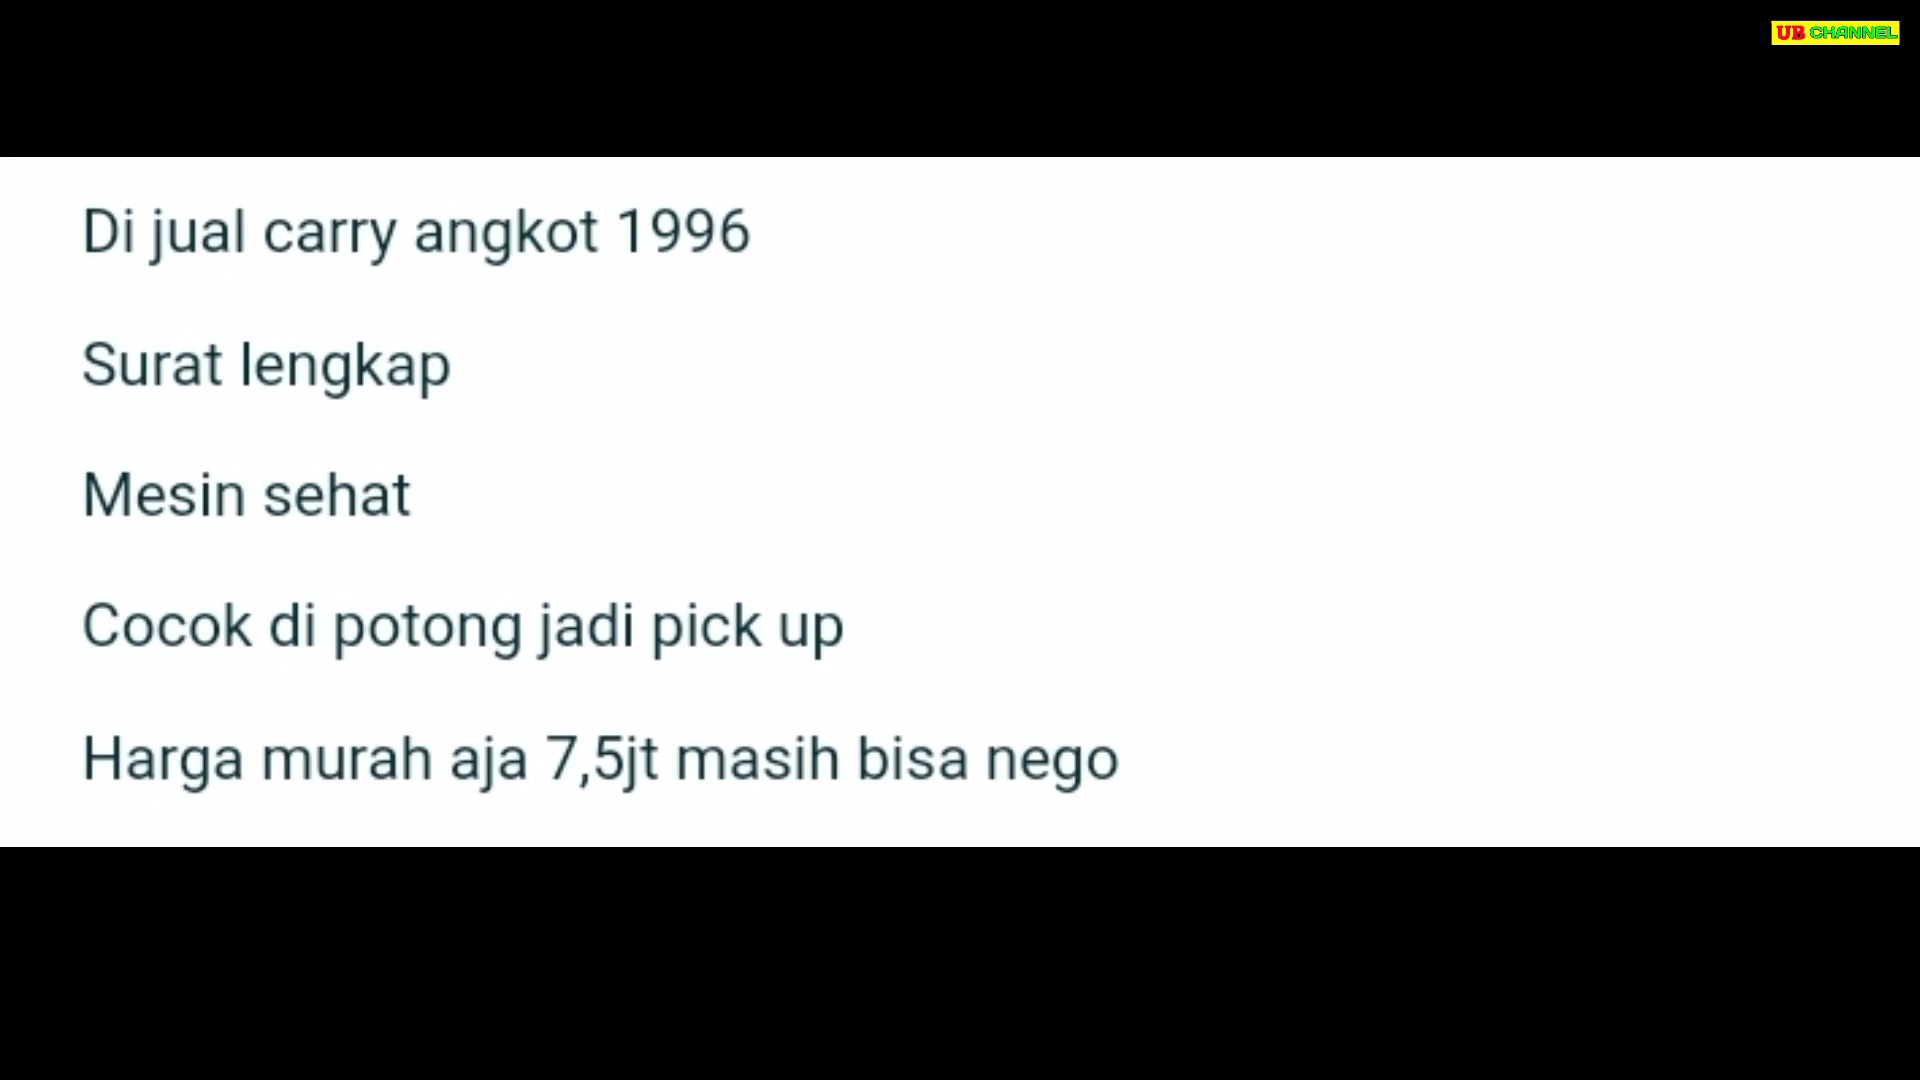 UB CHANNEL
Di jual carry angkot 1996
Surat lengkap
Mesin sehat
Cocok di potong jadi pick up
Harga murah aja 7,5jt masih bisa nego